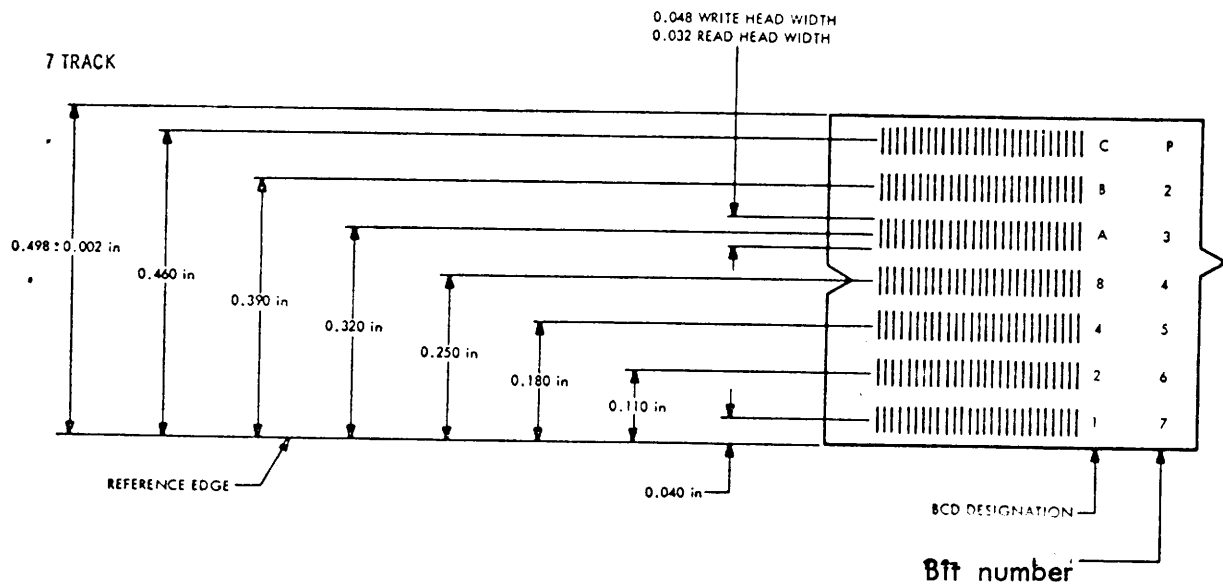 0.048 WRITE HEAD WIDTH
0.032 READ HEAD WIDTH
7 TRACK
C P
B 2
A 3
8 4
4 5
2 6
1 7
0.498±0.002 in
0.460 in
0.390 in
0.320 in
0.250 in
0.180 in
0.110 in
0.040 in
REFERENCE EDGE
BCD DESIGNATION
Bit number